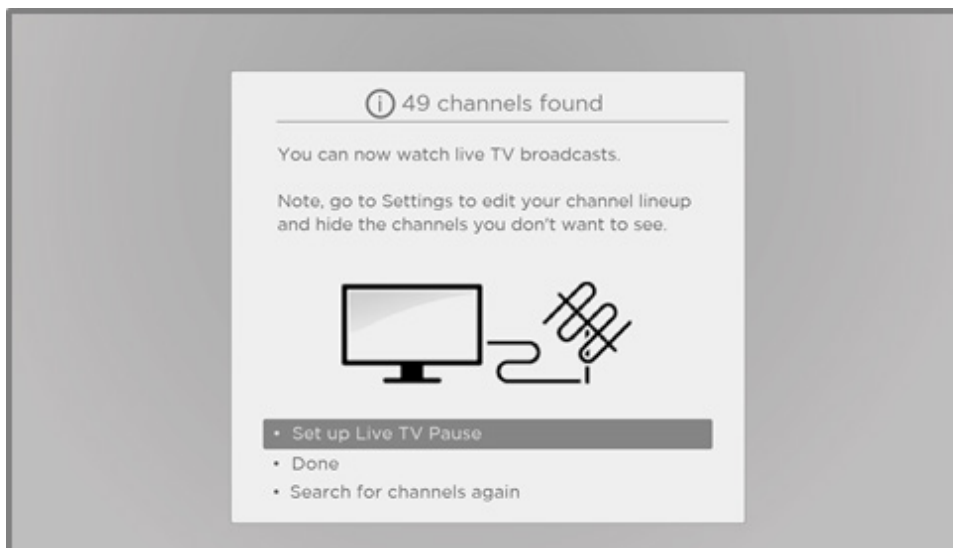 49 channels found
You can now watch live TV broadcasts.
Note, go to Settings to edit your channel lineup
and hide the channels you don't want to see.
• Set up Live TV Pause
• Done
• Search for channels again